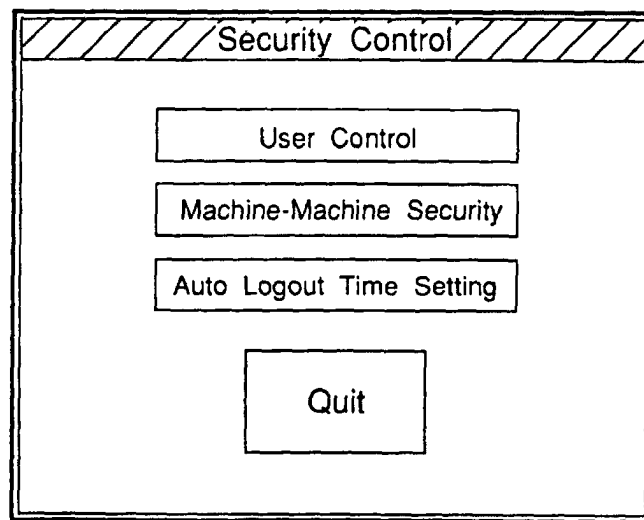 Security Control
User Control
Machine-Machine Security
Auto Logout Time Setting
Quit